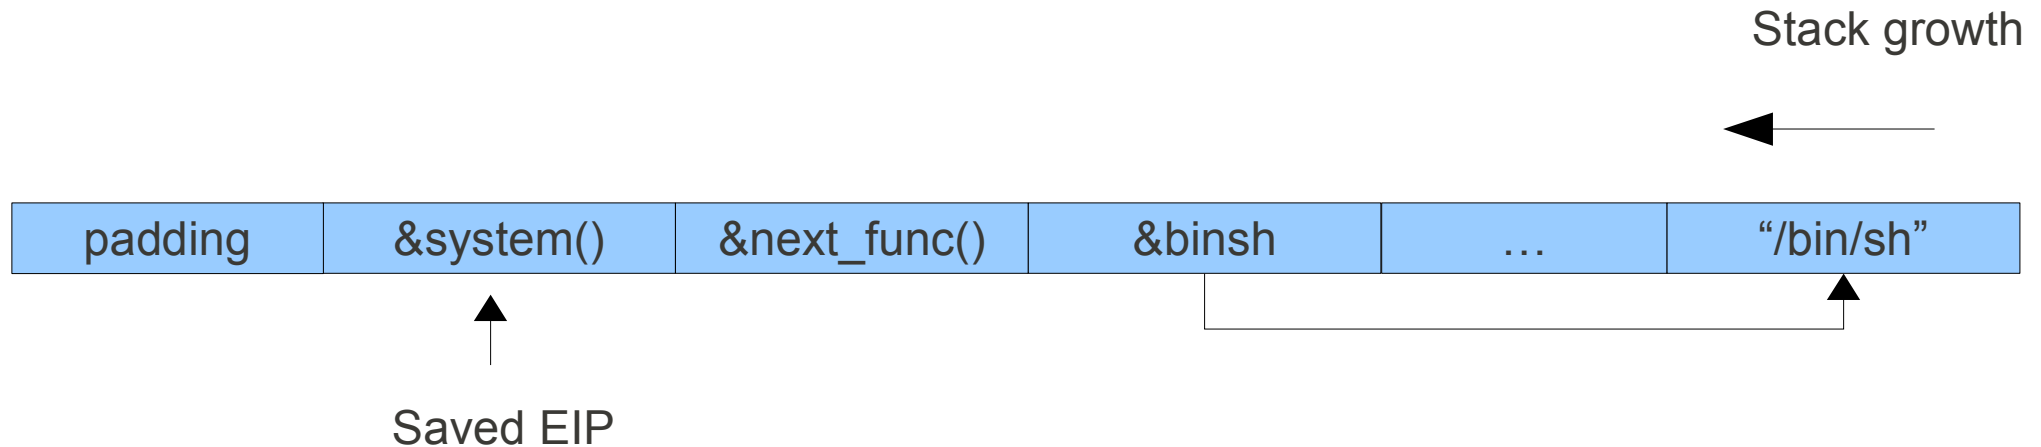 Stack growth
padding &system() &next_func() &binsh … “/bin/sh”
Saved EIP